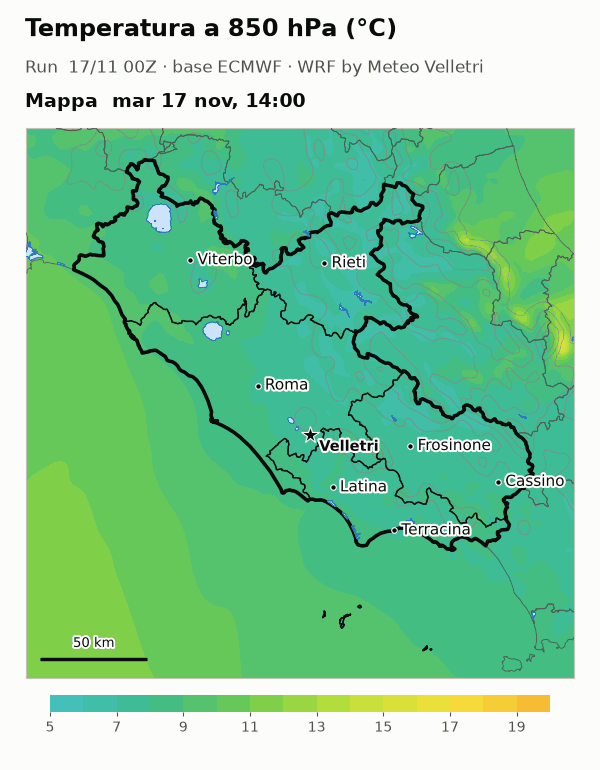 Temperatura a 850 hPa (°C)
Run  17/11 00Z · base ECMWF · WRF by Meteo Velletri
Mappa  mar 17 nov, 14:00
Viterbo
Rieti
Roma
Velletri
Frosinone
Cassino
Latina
Terracina
50 km
5 7 9 11 13 15 17 19